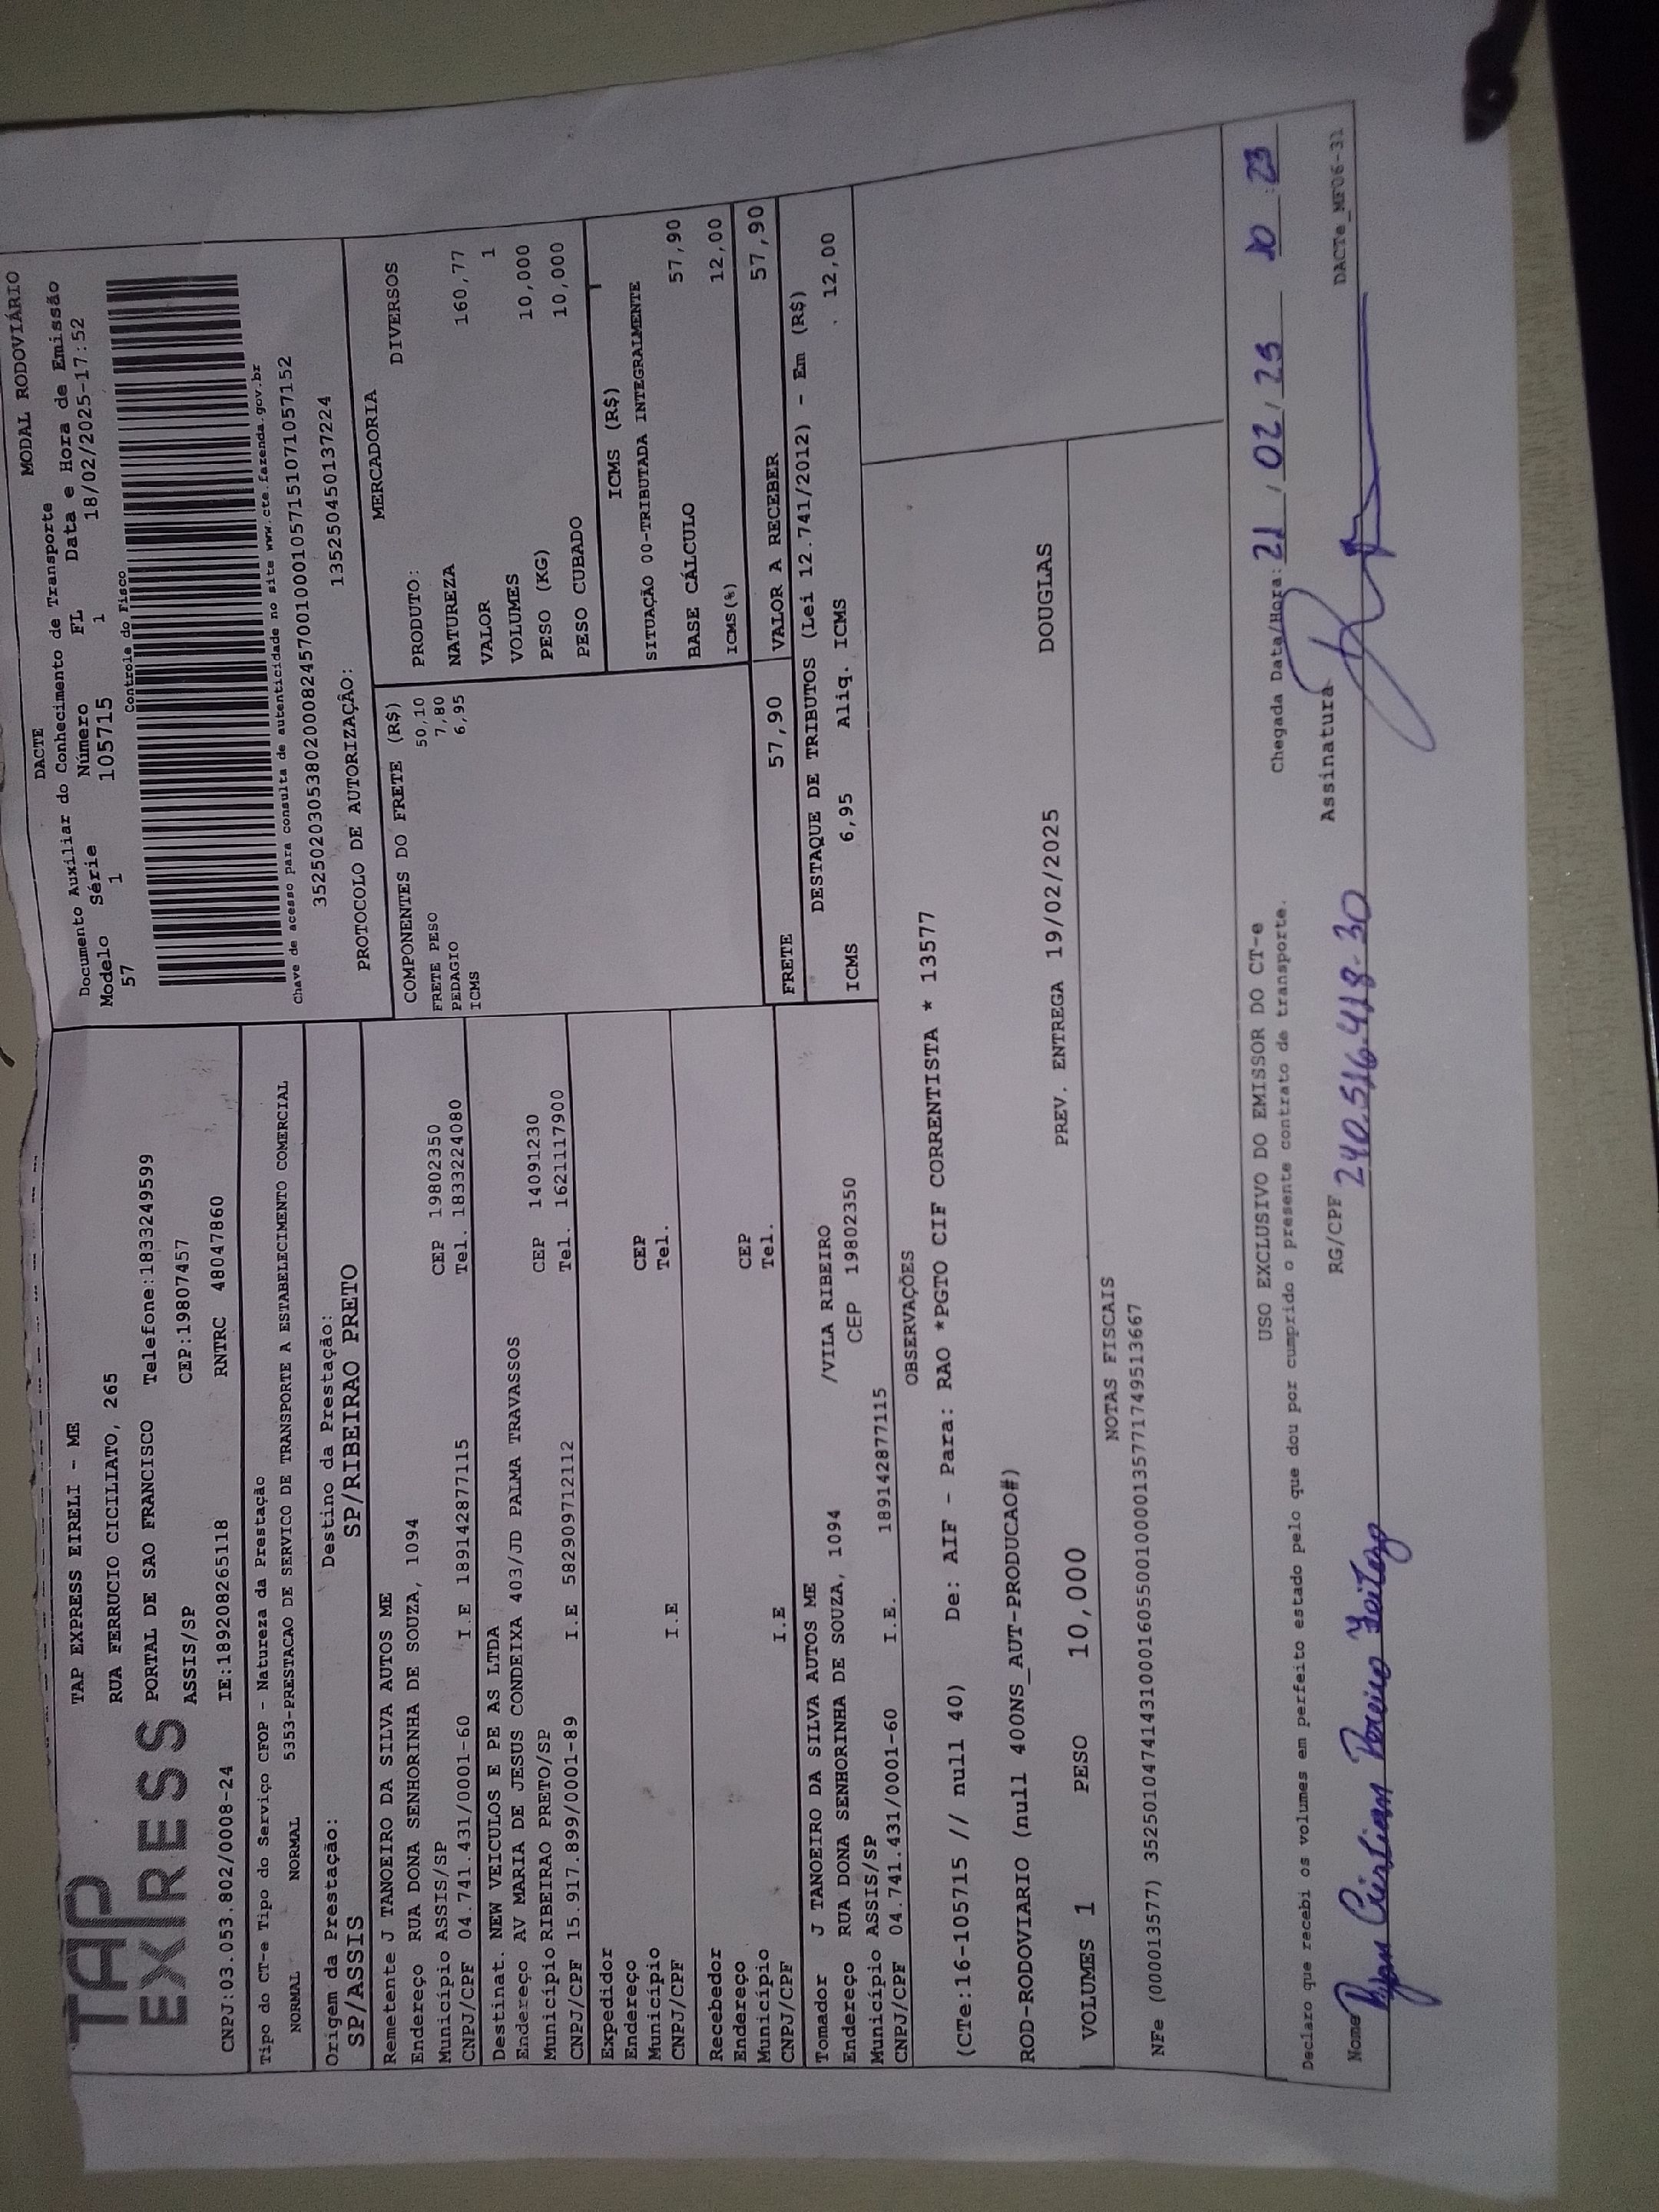 TAP
EXPRESS
TAP EXPRESS EIRELI - ME
RUA FERRUCIO CICILIATO, 265
PORTAL DE SAO FRANCISCO Telefone:1833249599
ASSIS/SP CEP:19807457
CNPJ:03.053.802/0008-24 IE:189208265118 RNTRC 48047860
DACTE MODAL RODOVIÁRIO
Documento Auxiliar do Conhecimento de Transporte
Modelo Série Número FL Data e Hora de Emissão
57 1 105715 1 18/02/2025-17:52
Controle do Fisco
Chave de acesso para consulta de autenticidade no site www.cte.fazenda.gov.br
35250203053802000824570010001057151071057152
PROTOCOLO DE AUTORIZAÇÃO: 135250450137224
Tipo do CT-e Tipo do Serviço CFOP - Natureza da Prestação
NORMAL NORMAL 5353-PRESTACAO DE SERVICO DE TRANSPORTE A ESTABELECIMENTO COMERCIAL
Origem da Prestação: Destino da Prestação:
SP/ASSIS SP/RIBEIRAO PRETO
Remetente J TANOEIRO DA SILVA AUTOS ME
Endereço RUA DONA SENHORINHA DE SOUZA, 1094
Município ASSIS/SP CEP 19802350
CNPJ/CPF 04.741.431/0001-60 I.E 189142877115 Tel. 1833224080
Destinat. NEW VEICULOS E PE AS LTDA
Endereço AV MARIA DE JESUS CONDEIXA 403/JD PALMA TRAVASSOS
Município RIBEIRAO PRETO/SP CEP 14091230
CNPJ/CPF 15.917.899/0001-89 I.E 582909712112 Tel. 1621117900
Expedidor
Endereço
Município CEP
CNPJ/CPF I.E Tel.
Recebedor
Endereço
Município CEP
CNPJ/CPF I.E Tel.
Tomador J TANOEIRO DA SILVA AUTOS ME
Endereço RUA DONA SENHORINHA DE SOUZA, 1094 /VILA RIBEIRO
Município ASSIS/SP CEP 19802350
CNPJ/CPF 04.741.431/0001-60 I.E. 189142877115
COMPONENTES DO FRETE (R$)
FRETE PESO 50,10
PEDAGIO 7,80
ICMS 6,95
MERCADORIA
PRODUTO: DIVERSOS
NATUREZA
VALOR 160,77
VOLUMES 1
PESO (KG) 10,000
PESO CUBADO 10,000
ICMS (R$)
SITUAÇÃO 00-TRIBUTADA INTEGRALMENTE
BASE CÁLCULO 57,90
ICMS(%) 12,00
FRETE 57,90 VALOR A RECEBER 57,90
DESTAQUE DE TRIBUTOS (Lei 12.741/2012) - Em (R$)
ICMS 6,95 Aliq. ICMS 12,00
OBSERVAÇÕES
(CTe:16-105715 // null 40) De: AIF - Para: RAO *PGTO CIF CORRENTISTA * 13577
ROD-RODOVIARIO (null 400NS_AUT-PRODUCAO#)
VOLUMES 1 PESO 10,000 PREV. ENTREGA 19/02/2025 DOUGLAS
NOTAS FISCAIS
NFe (000013577) 35250104741431000160550010000135771749513667
USO EXCLUSIVO DO EMISSOR DO CT-e
Declaro que recebi os volumes em perfeito estado pelo que dou por cumprido o presente contrato de transporte. Chegada Data/Hora: 21/02/25 10:23
Nome RG/CPF 240.516.418-30 Assinatura
DACTe_MF06-31